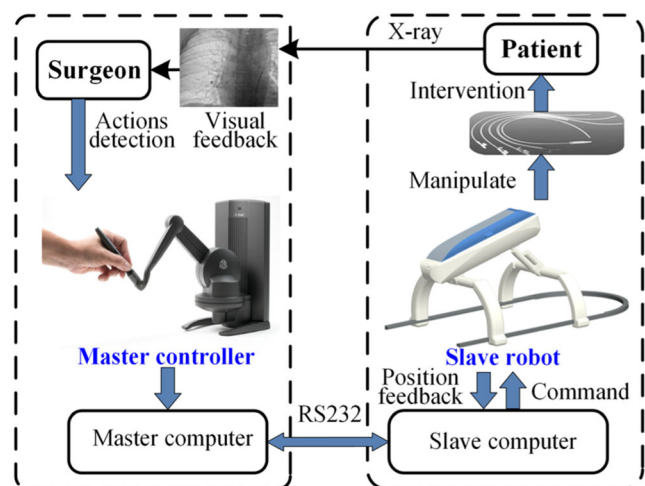 X-ray
Surgeon
Patient
Actions
detection
Visual
feedback
Intervention
Manipulate
Master controller
Slave robot
Position
feedback
Command
RS232
Master computer
Slave computer